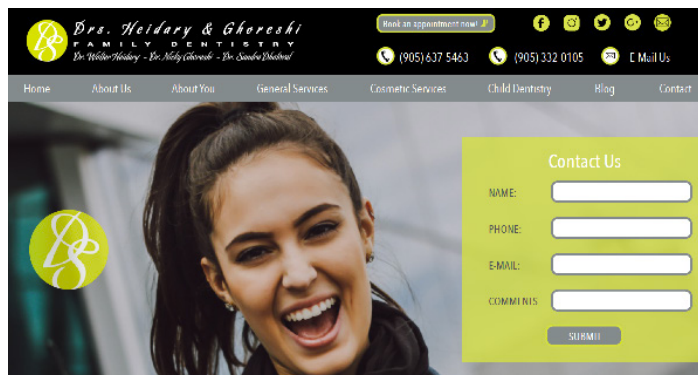 Drs. Heidary & Ghoreshi
FAMILY DENTISTRY
Book an appointment now!
(905) 637 5463
(905) 332 0105
E Mail Us
Home
About Us
About You
General Services
Cosmetic Services
Child Dentistry
Blog
Contact
Contact Us
NAME:
PHONE:
E-MAIL:
COMMENTS
SUBMIT